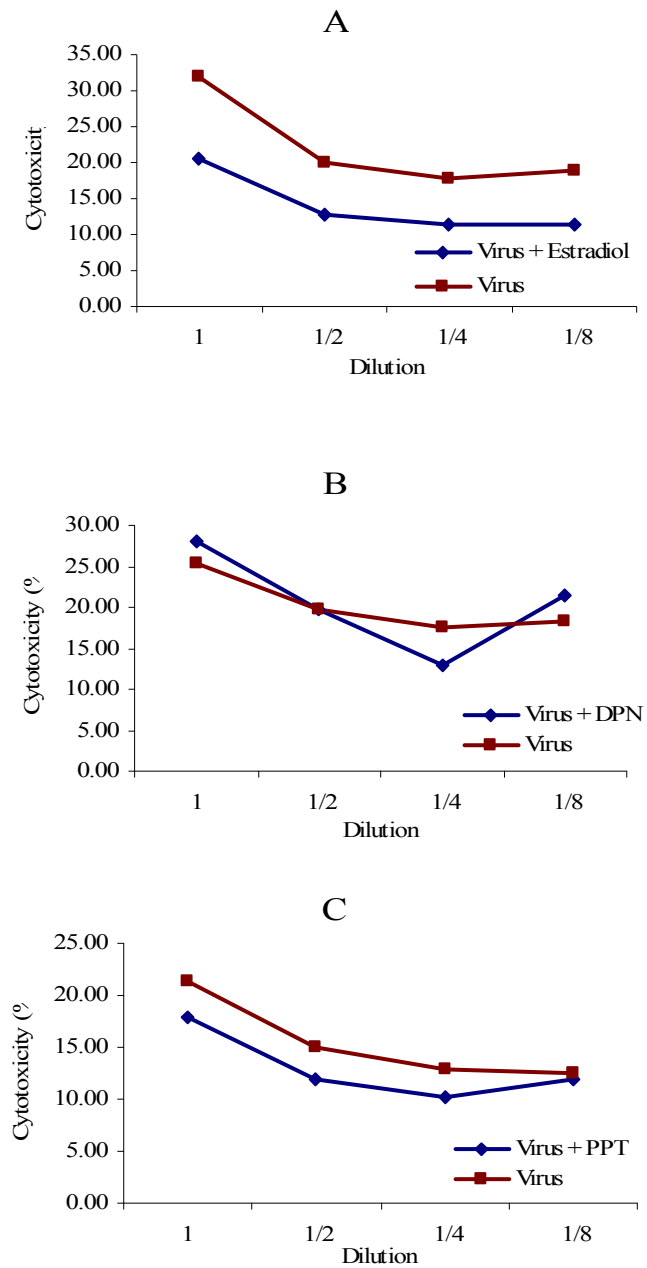 A
35.00
30.00
25.00
20.00
15.00
10.00
5.00
0.00
Cytotoxicit
Virus + Estradiol
Virus
1 1/2 1/4 1/8
Dilution
B
30.00
25.00
20.00
15.00
10.00
5.00
0.00
Cytotoxicity (%
Virus + DPN
Virus
1 1/2 1/4 1/8
Dilution
C
25.00
20.00
15.00
10.00
5.00
0.00
Cytotoxicity (%
Virus + PPT
Virus
1 1/2 1/4 1/8
Dilution